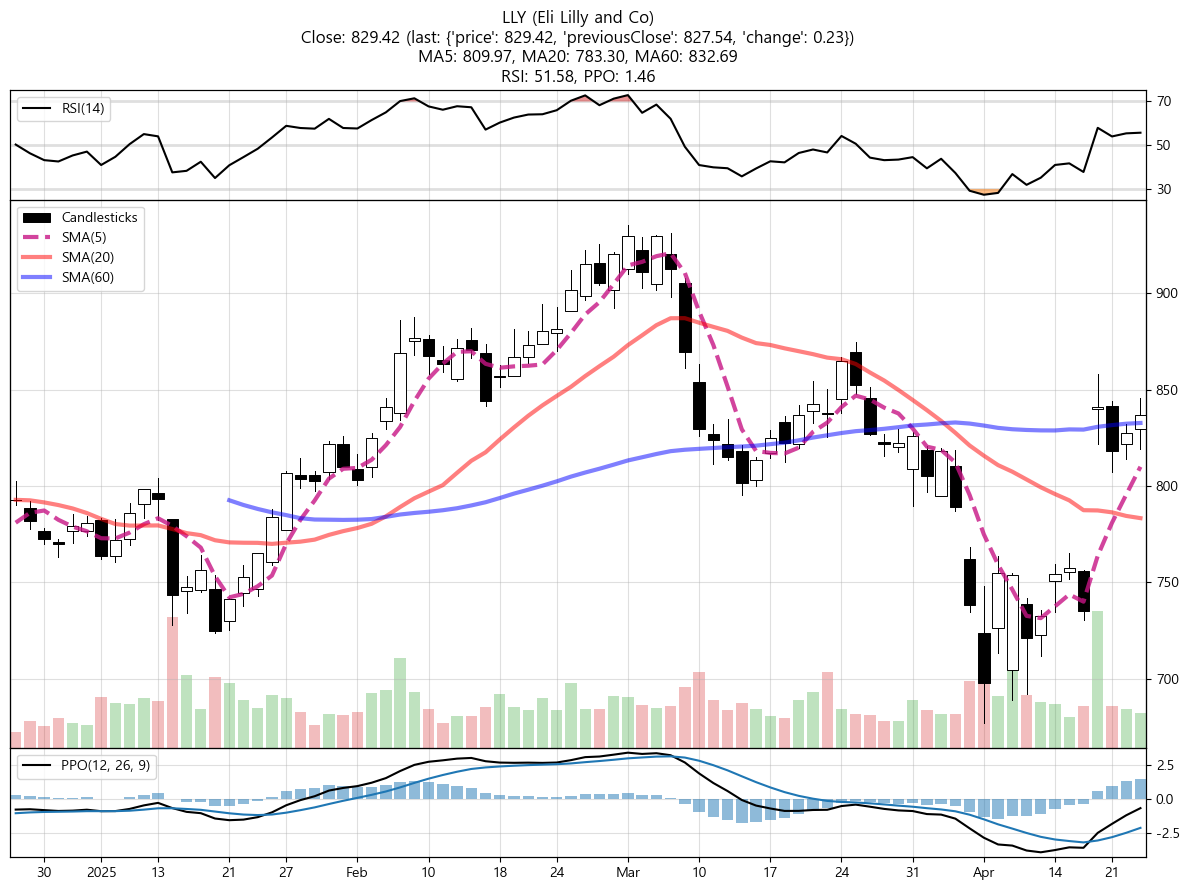 LLY (Eli Lilly and Co)
Close: 829.42 (last: {'price': 829.42, 'previousClose': 827.54, 'change': 0.23})
MA5: 809.97, MA20: 783.30, MA60: 832.69
RSI: 51.58, PPO: 1.46
RSI(14)
70
50
30
Candlesticks
SMA(5)
SMA(20)
SMA(60)
900
850
800
750
700
PPO(12, 26, 9)
2.5
0.0
−2.5
30 2025 13 21 27 Feb 10 18 24 Mar 10 17 24 31 Apr 14 21